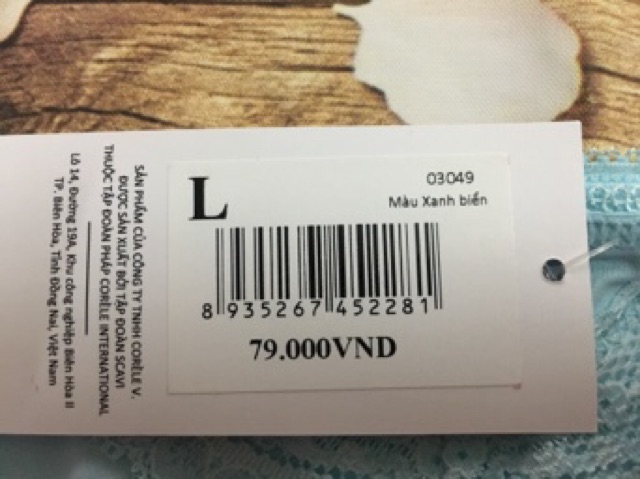 L
03049
Màu Xanh biển
8 935267 452281
79.000VND
SẢN PHẨM CỦA CÔNG TY TNHH CORÈLE V.
ĐƯỢC SẢN XUẤT BỞI TẬP ĐOÀN SCAVI
THUỘC TẬP ĐOÀN PHÁP CORÈLE INTERNATIONAL
Lô 14, Đường 19A, Khu công nghiệp Biên Hòa II
TP. Biên Hòa, Tỉnh Đồng Nai, Việt Nam